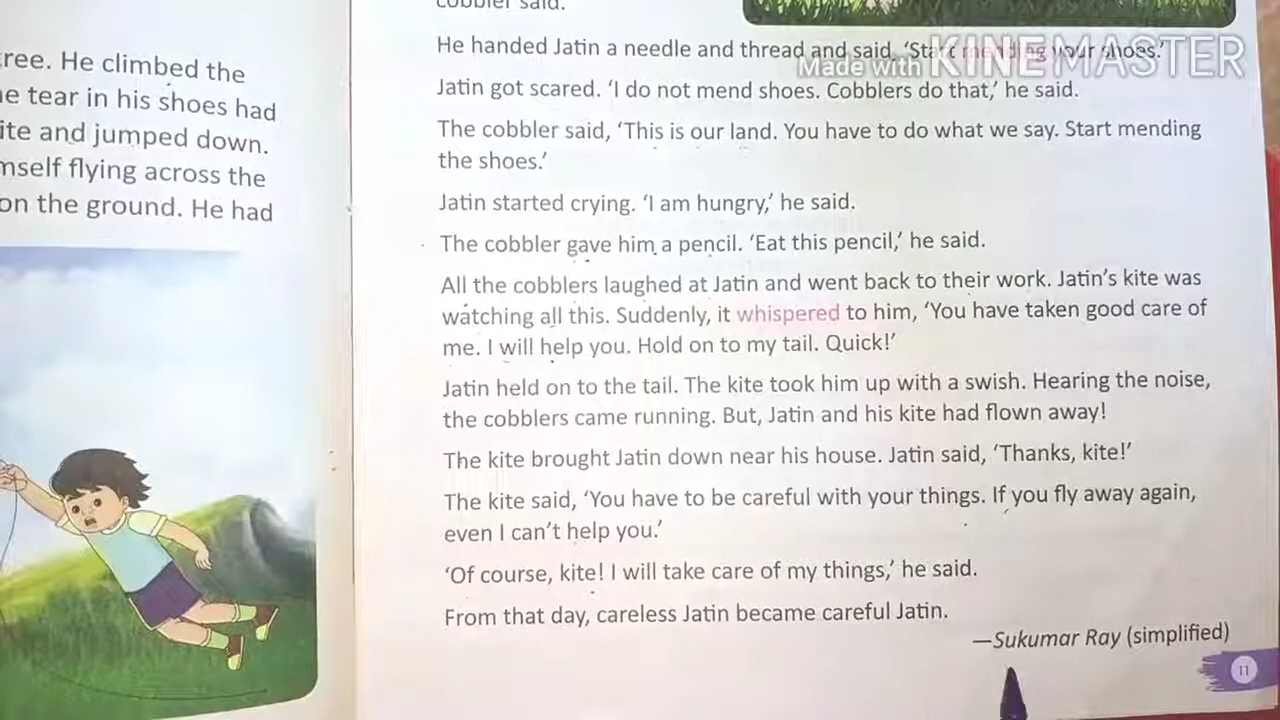 ree. He climbed the
e tear in his shoes had
ite and jumped down.
mself flying across the
on the ground. He had
cobbler said.
He handed Jatin a needle and thread and said, ‘Start mending your shoes.’
Made with KINEMASTER
Jatin got scared. ‘I do not mend shoes. Cobblers do that,’ he said.
The cobbler said, ‘This is our land. You have to do what we say. Start mending
the shoes.’
Jatin started crying. ‘I am hungry,’ he said.
The cobbler gave him a pencil. ‘Eat this pencil,’ he said.
All the cobblers laughed at Jatin and went back to their work. Jatin’s kite was
watching all this. Suddenly, it whispered to him, ‘You have taken good care of
me. I will help you. Hold on to my tail. Quick!’
Jatin held on to the tail. The kite took him up with a swish. Hearing the noise,
the cobblers came running. But, Jatin and his kite had flown away!
The kite brought Jatin down near his house. Jatin said, ‘Thanks, kite!’
The kite said, ‘You have to be careful with your things. If you fly away again,
even I can’t help you.’
‘Of course, kite! I will take care of my things,’ he said.
From that day, careless Jatin became careful Jatin.
—Sukumar Ray (simplified)
11